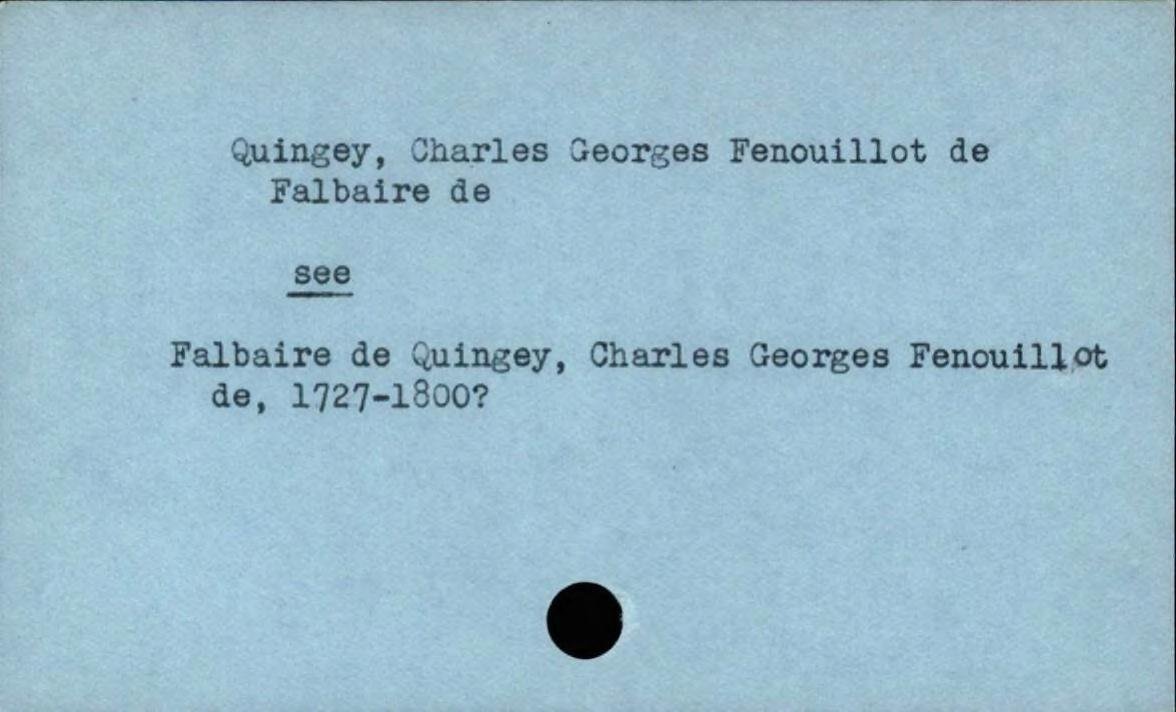 Quingey, Charles Georges Fenouillot de
Falbaire de
see
Falbaire de Quingey, Charles Georges Fenouillot
de, 1727-1800?